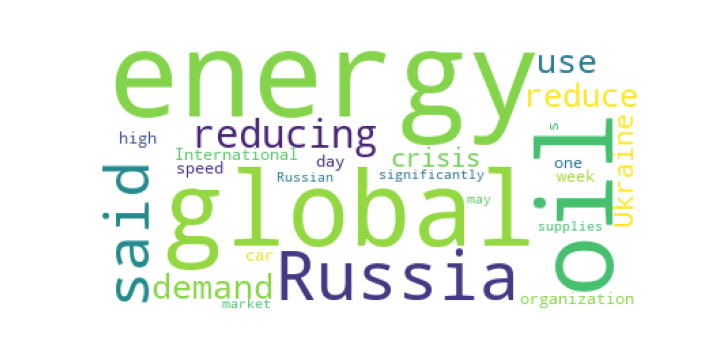 energy
use
reduce
high
reducing
International
day
crisis
speed
Russian
significantly
one
week
s
oil
Ukraine
said
global
may
supplies
car
Russia
demand
market
organization